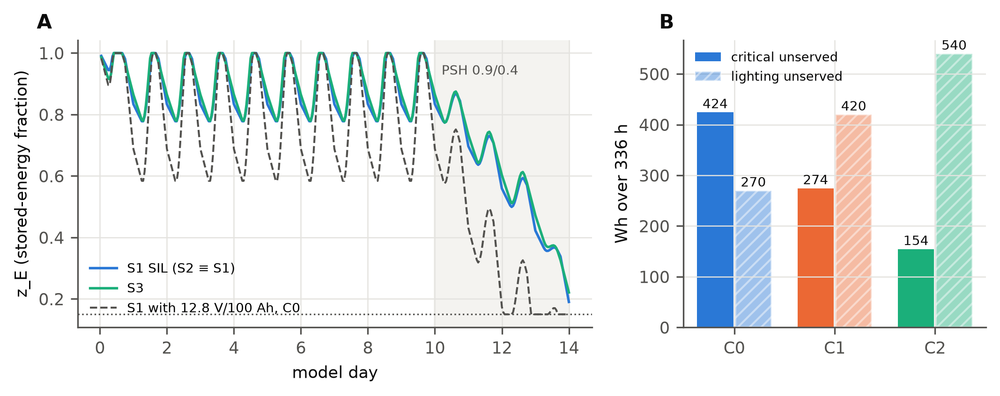 A
z_E (stored-energy fraction)
1.0
0.8
0.6
0.4
0.2
PSH 0.9/0.4
S1 SIL (S2 ≡ S1)
S3
S1 with 12.8 V/100 Ah, C0
0 2 4 6 8 10 12 14
model day
B
Wh over 336 h
500
400
300
200
100
0
critical unserved
lighting unserved
424
270
274
420
154
540
C0 C1 C2